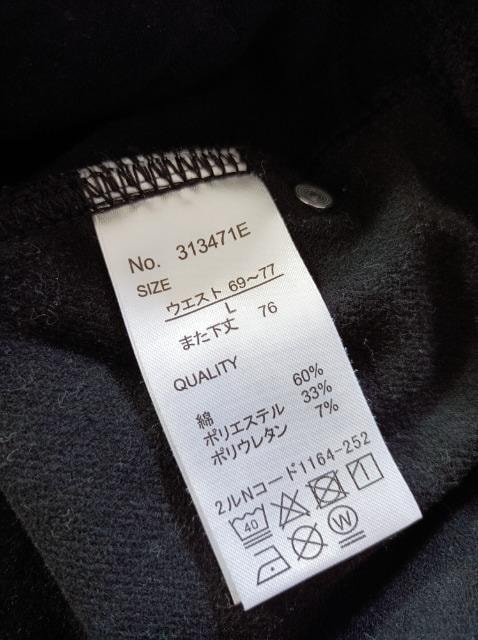 No. 313471E
SIZE
ウエスト 69~77
L
また下丈 76
QUALITY
綿 60%
ポリエステル 33%
ポリウレタン 7%
2ルNコード1164-252
40
W